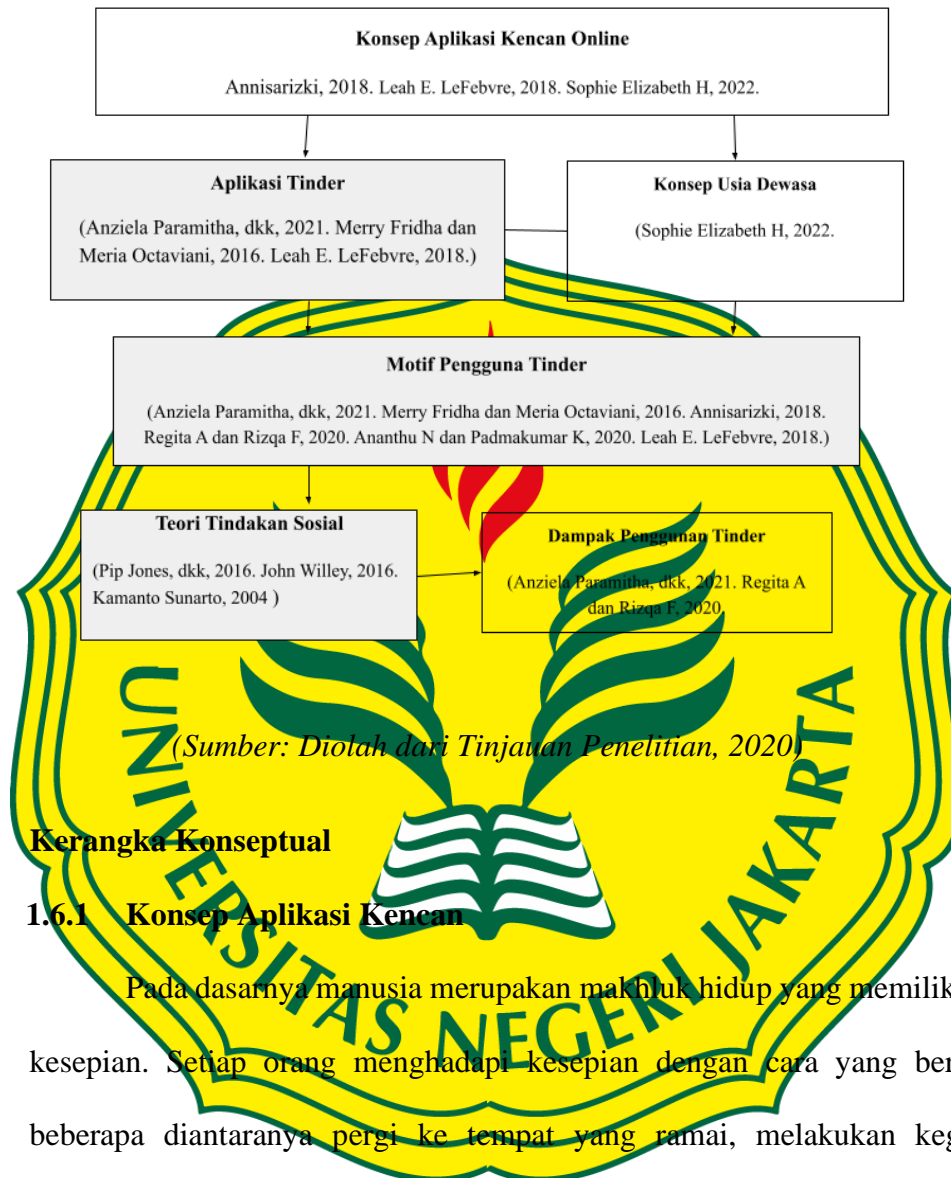 Konsep Aplikasi Kencan Online
Annisarizki, 2018. Leah E. LeFebvre, 2018. Sophie Elizabeth H, 2022.
Aplikasi Tinder
(Anziela Paramitha, dkk, 2021. Merry Fridha dan
Meria Octaviani, 2016. Leah E. LeFebvre, 2018.)
Konsep Usia Dewasa
(Sophie Elizabeth H, 2022.
Motif Pengguna Tinder
(Anziela Paramitha, dkk, 2021. Merry Fridha dan Meria Octaviani, 2016. Annisarizki, 2018.
Regita A dan Rizqa F, 2020. Ananthu N dan Padmakumar K, 2020. Leah E. LeFebvre, 2018.)
Teori Tindakan Sosial
(Pip Jones, dkk, 2016. John Willey, 2016.
Kamanto Sunarto, 2004 )
Dampak Penggunan Tinder
(Anziela Paramitha, dkk, 2021. Regita A
dan Rizqa F, 2020.
(Sumber: Diolah dari Tinjauan Penelitian, 2020)
Kerangka Konseptual
1.6.1 Konsep Aplikasi Kencan
Pada dasarnya manusia merupakan makhluk hidup yang memilik
kesepian. Setiap orang menghadapi kesepian dengan cara yang ber
beberapa diantaranya pergi ke tempat yang ramai, melakukan keg
UNIVERSITAS NEGERI JAKARTA